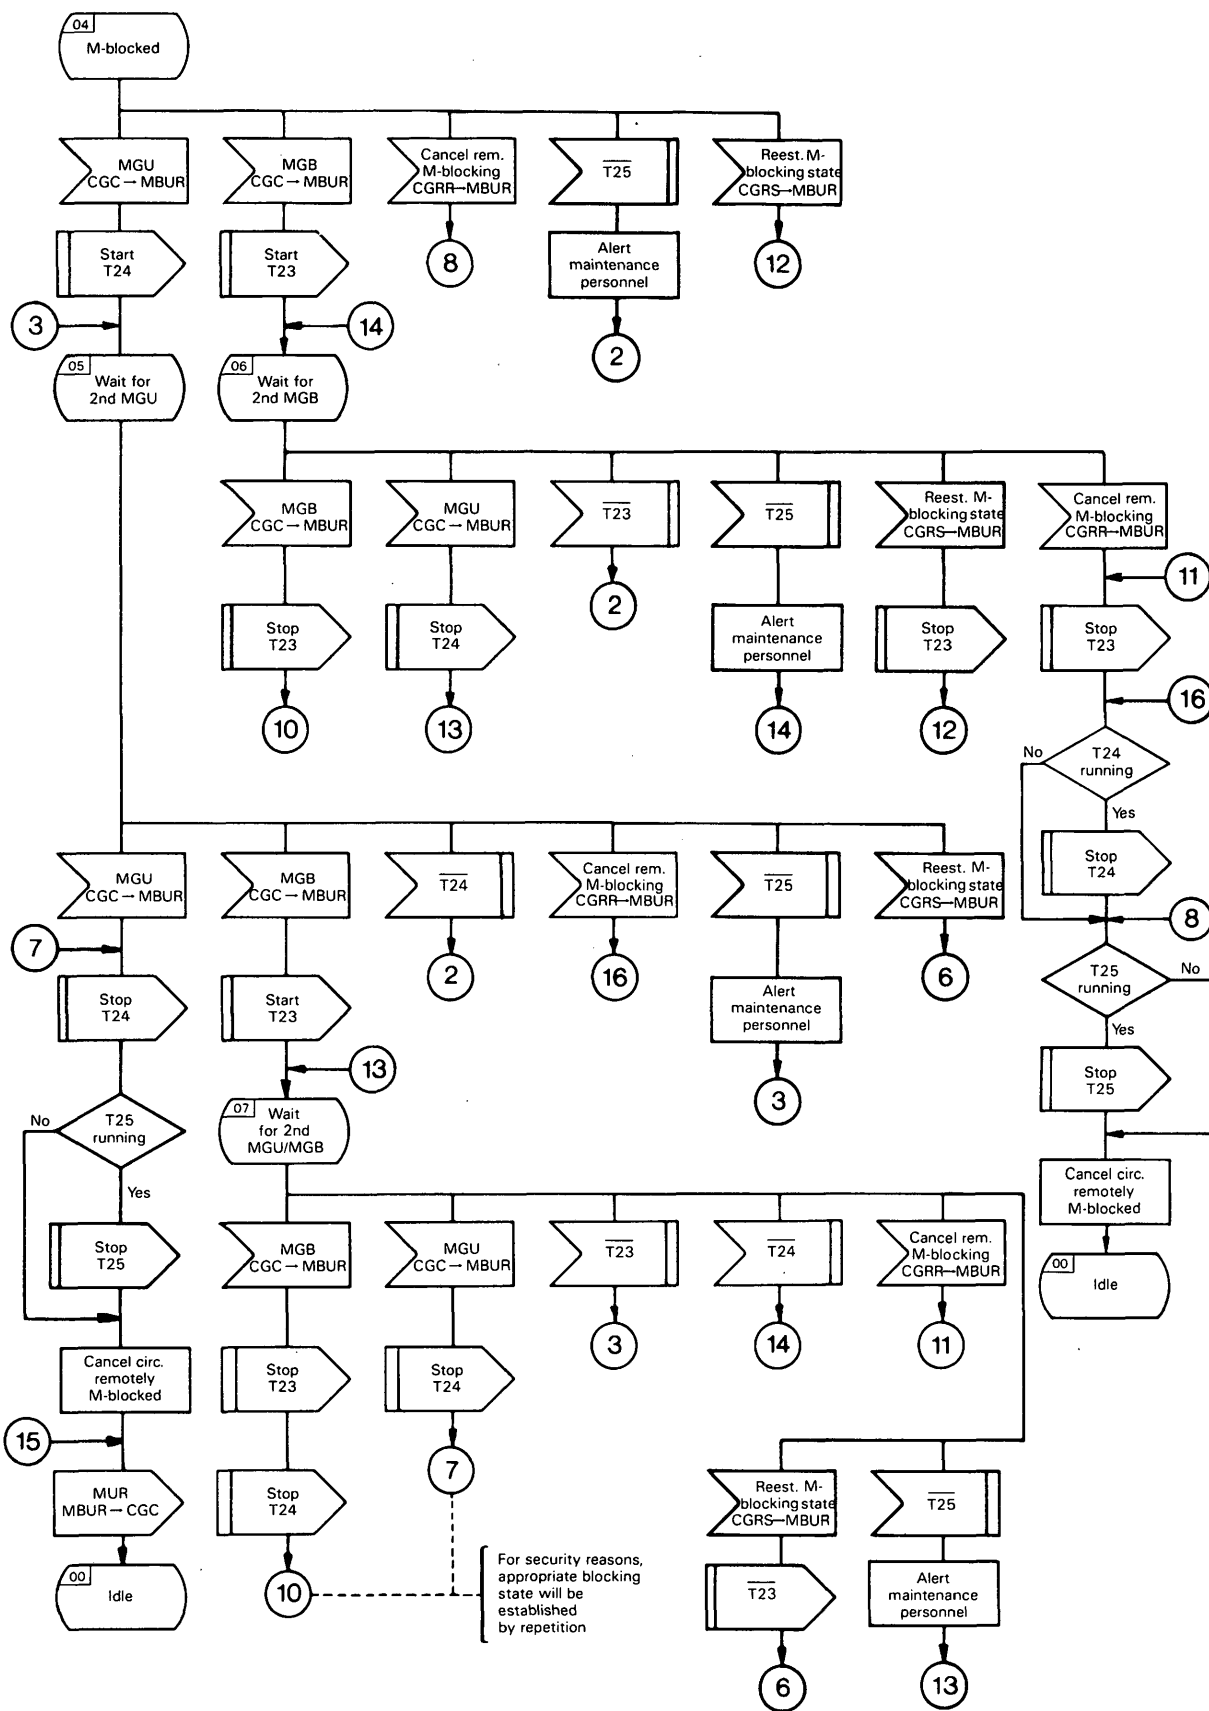 04
M-blocked
MGU
CGC → MBUR
MGB
CGC → MBUR
Cancel rem.
M-blocking
CGRR→MBUR
T25
Reest. M-
blocking state
CGRS→MBUR
Start
T24
Start
T23
8
Alert
maintenance
personnel
12
3
14
2
05
Wait for
2nd MGU
06
Wait for
2nd MGB
MGB
CGC → MBUR
MGU
CGC → MBUR
T23
T25
Reest. M-
blocking state
CGRS→MBUR
Cancel rem.
M-blocking
CGRR→MBUR
11
2
Stop
T23
Stop
T24
Alert
maintenance
personnel
Stop
T23
Stop
T23
16
10
13
14
12
No
T24
running
Yes
MGU
CGC → MBUR
MGB
CGC → MBUR
T24
Cancel rem.
M-blocking
CGRR→MBUR
T25
Reest. M-
blocking state
CGRS→MBUR
Stop
T24
8
7
2
16
6
Stop
T24
Start
T23
Alert
maintenance
personnel
T25
running
No
Yes
13
3
Stop
T25
No
T25
running
Yes
07
Wait
for 2nd
MGU/MGB
Cancel circ.
remotely
M-blocked
Stop
T25
MGB
CGC → MBUR
MGU
CGC → MBUR
T23
T24
Cancel rem.
M-blocking
CGRR→MBUR
00
Idle
3
14
11
Cancel circ.
remotely
M-blocked
Stop
T23
Stop
T24
15
7
MUR
MBUR → CGC
Stop
T24
Reest. M-
blocking state
CGRS→MBUR
T25
00
Idle
10
For security reasons,
appropriate blocking
state will be
established
by repetition
T23
Alert
maintenance
personnel
6
13